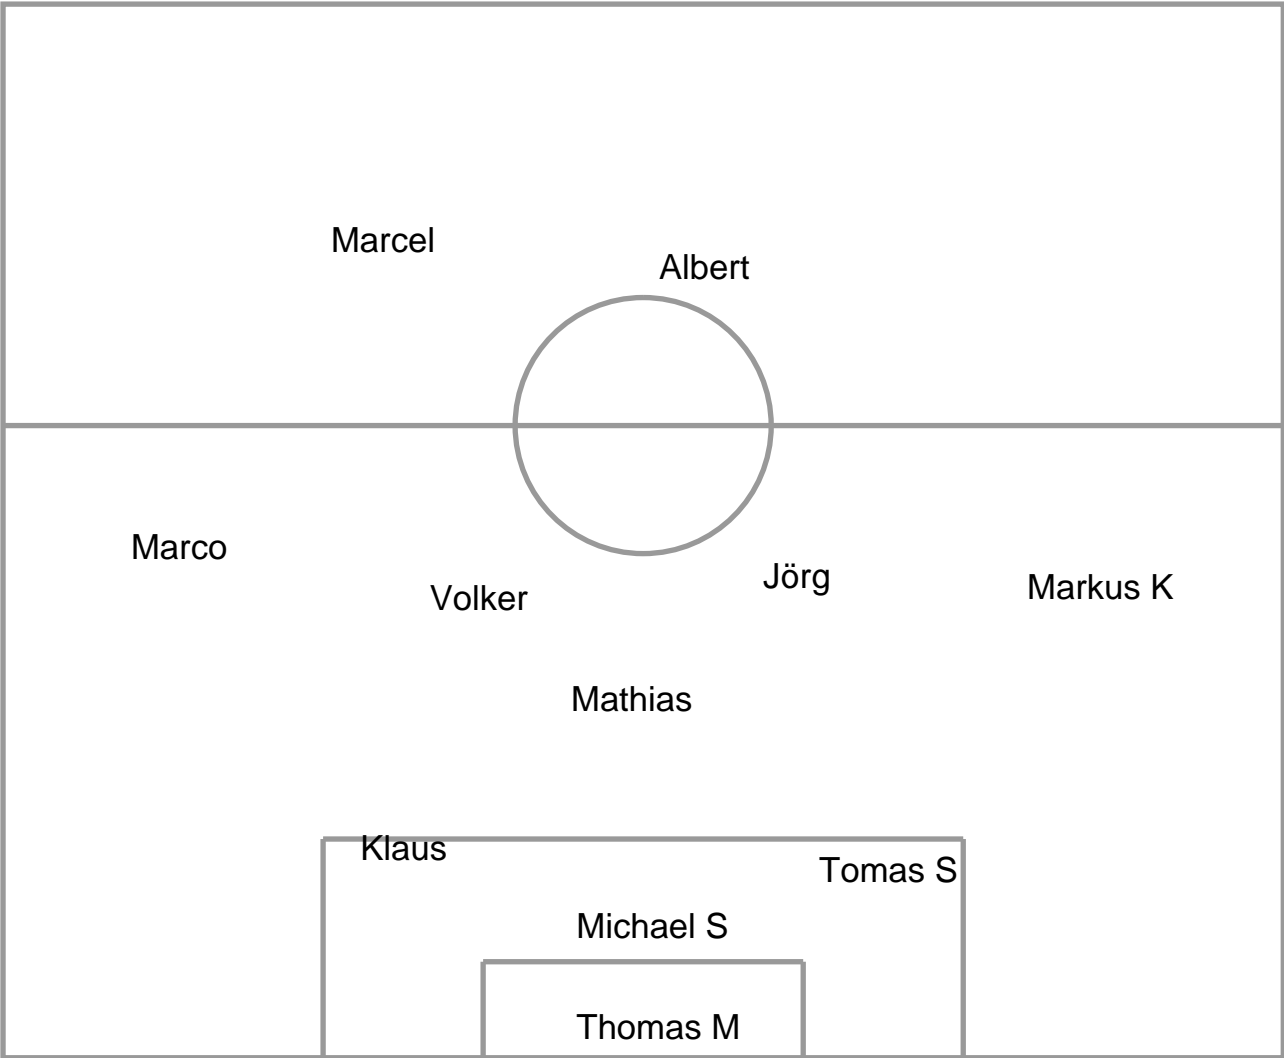 Marcel
Albert
Marco
Volker
Jörg
Markus K
Mathias
Klaus
Tomas S
Michael S
Thomas M